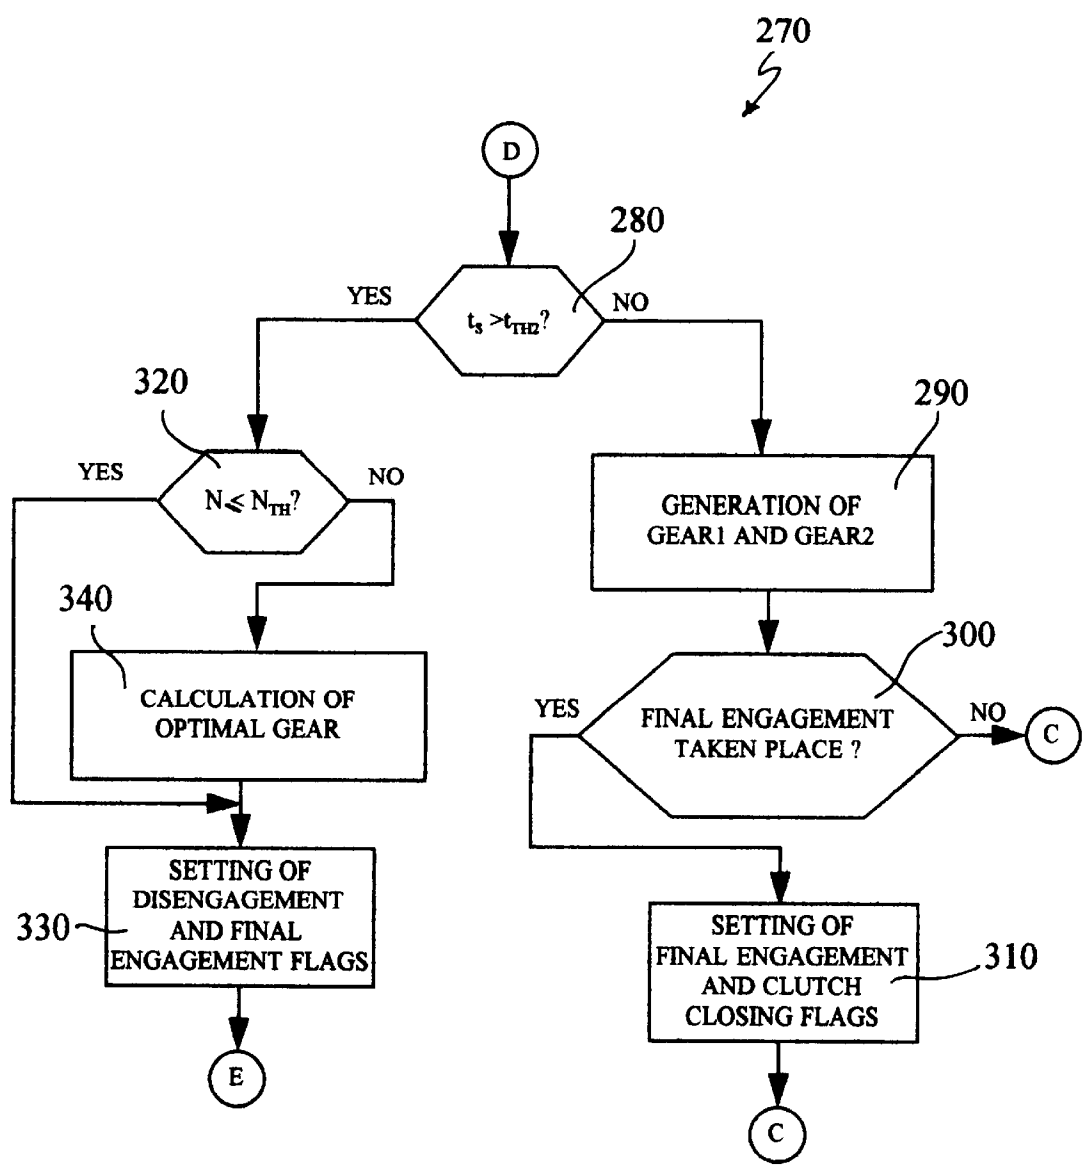 270
D
280
YES
NO
tS >tTH2?
320
290
YES
NO
N⩽ NTH?
GENERATION OF
GEAR1 AND GEAR2
340
300
CALCULATION OF
OPTIMAL GEAR
YES
FINAL ENGAGEMENT
TAKEN PLACE ?
NO
C
SETTING OF
DISENGAGEMENT
AND FINAL
ENGAGEMENT FLAGS
330
SETTING OF
FINAL ENGAGEMENT
AND CLUTCH
CLOSING FLAGS
310
E
C